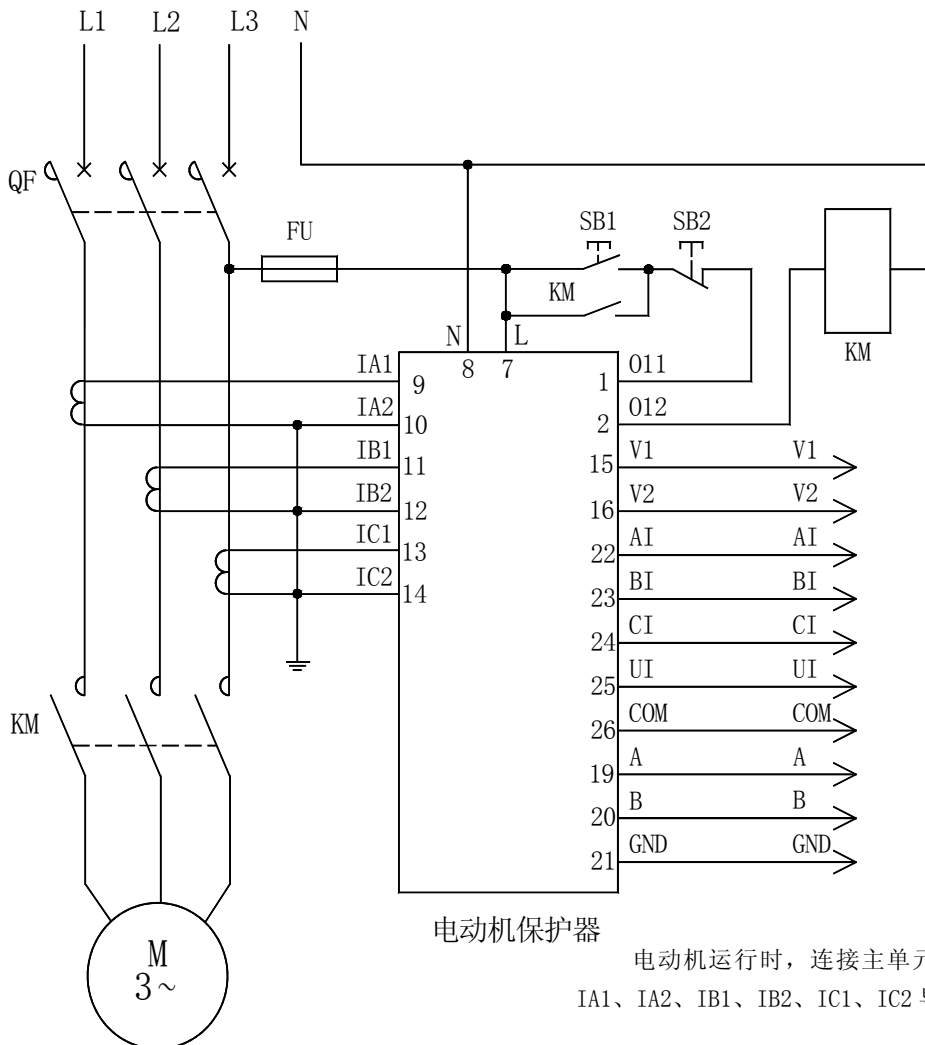 L1 L2 L3 N
QF
FU
SB1 SB2
KM
KM
N L
8 7
IA1 9
IA2 10
IB1 11
IB2 12
IC1 13
IC2 14
1 O11
2 O12
15 V1 V1
16 V2 V2
22 AI AI
23 BI BI
24 CI CI
25 UI UI
26 COM COM
19 A A
20 B B
21 GND GND
KM
M
3~
电动机保护器
电动机运行时，连接主单元
IA1、IA2、IB1、IB2、IC1、IC2